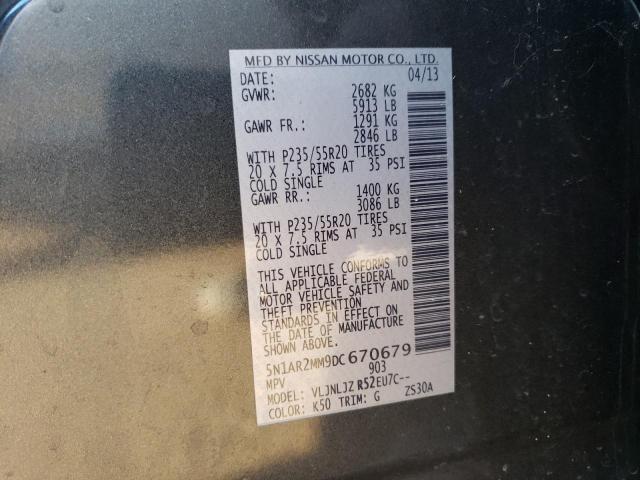 MFD BY NISSAN MOTOR CO., LTD.
DATE: 04/13
GVWR: 2682 KG
5913 LB
GAWR FR.: 1291 KG
2846 LB
WITH P235/55R20 TIRES
20 X 7.5 RIMS AT 35 PSI
COLD SINGLE
GAWR RR.: 1400 KG
3086 LB
WITH P235/55R20 TIRES
20 X 7.5 RIMS AT 35 PSI
COLD SINGLE
THIS VEHICLE CONFORMS TO
ALL APPLICABLE FEDERAL
MOTOR VEHICLE SAFETY AND
THEFT PREVENTION
STANDARDS IN EFFECT ON
THE DATE OF MANUFACTURE
SHOWN ABOVE.
5N1AR2MM9DC670679
MPV 903
MODEL: VLJNLJZ R52EU7C--
COLOR: K50 TRIM: G ZS30A